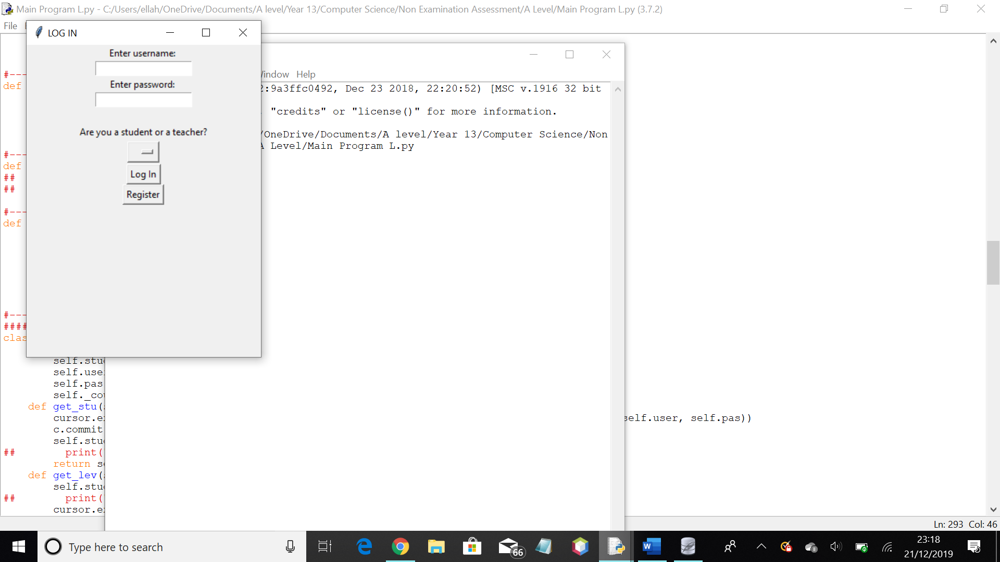 Main Program L.py - C:/Users/ellah/OneDrive/Documents/A level/Year 13/Computer Science/Non Examination Assessment/A Level/Main Program L.py (3.7.2)
File
LOG IN
Enter username:
Enter password:
Are you a student or a teacher?
Log In
Register
Window Help
2:9a3ffc0492, Dec 23 2018, 22:20:52) [MSC v.1916 32 bit
"credits" or "license()" for more information.
/OneDrive/Documents/A level/Year 13/Computer Science/Non
A Level/Main Program L.py
#---
def
#---
def
##
##
#---
def
#---
####
clas
self.stu
self.use
self.pas
self._cou
def get_stu(
cursor.e
self.user, self.pas))
c.commit
self.stu
## print(
return s
def get_lev(
self.stu
## print(
cursor.e
Ln: 293 Col: 46
Type here to search
66
23:18
21/12/2019